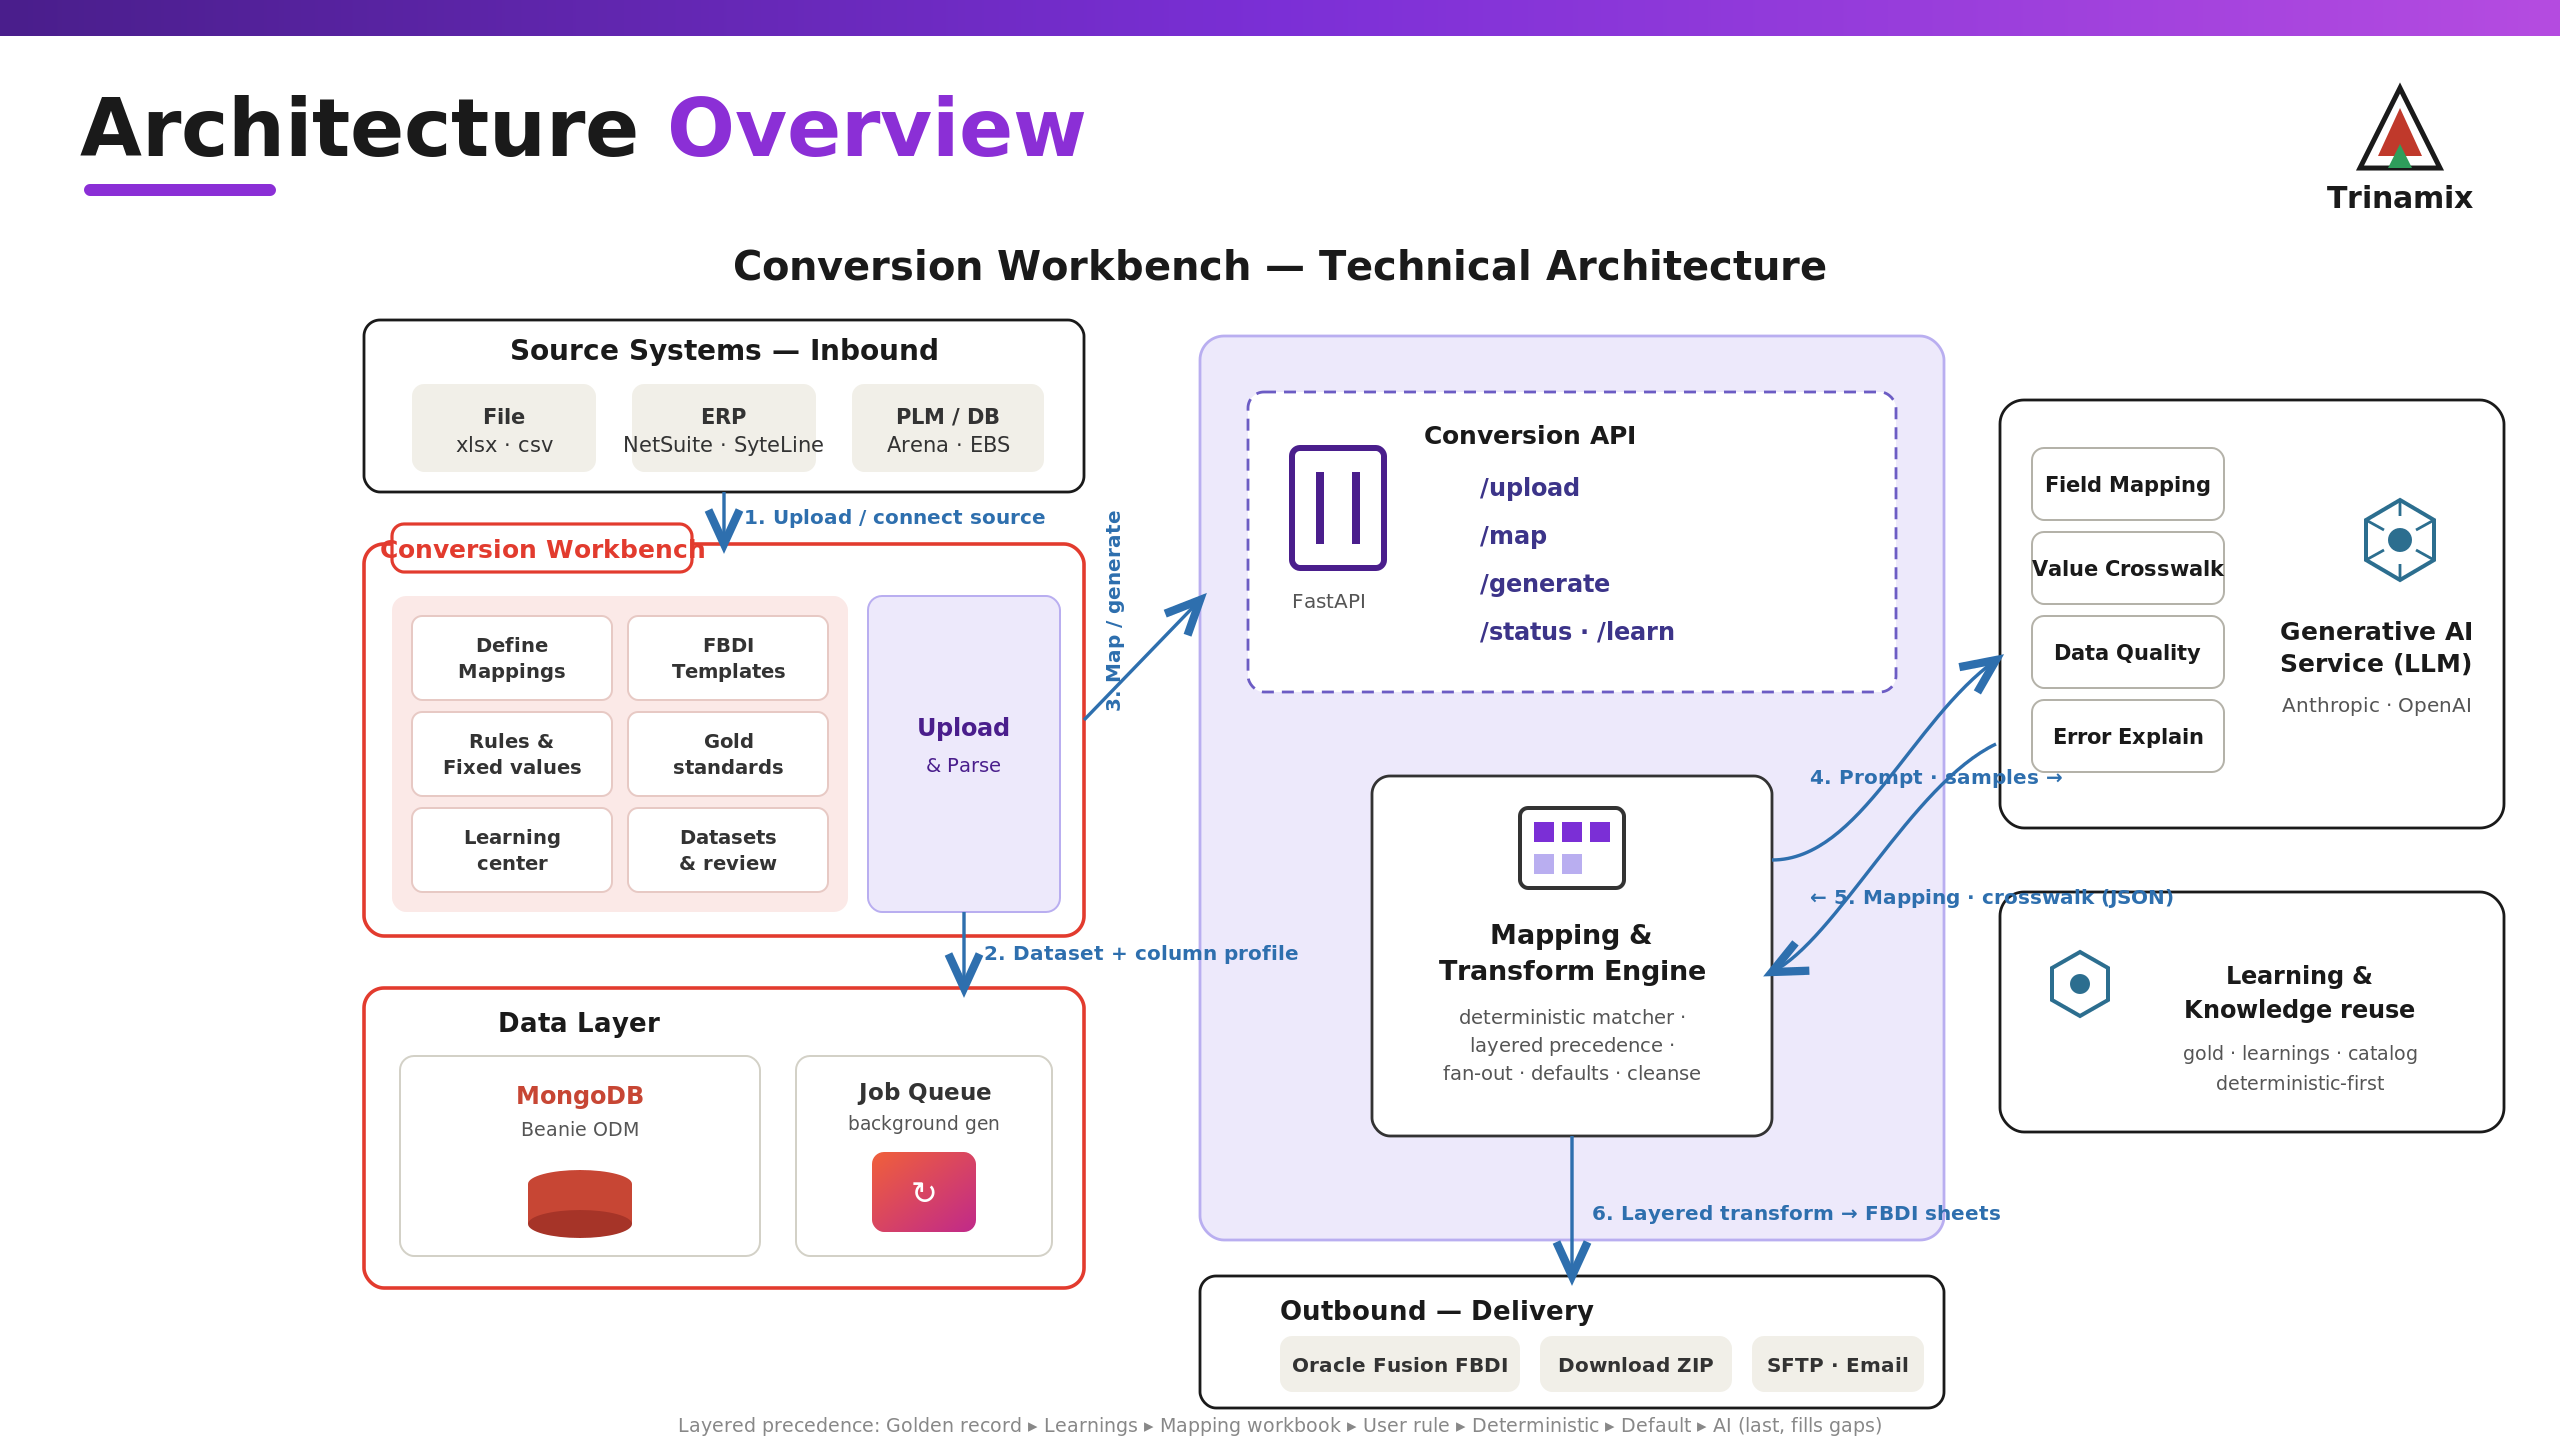 Architecture Overview
Trinamix
Conversion Workbench — Technical Architecture
Source Systems — Inbound
File
xlsx · csv
ERP
NetSuite · SyteLine
PLM / DB
Arena · EBS
1. Upload / connect source
Conversion Workbench
Define
Mappings
FBDI
Templates
Rules &
Fixed values
Gold
standards
Learning
center
Datasets
& review
Upload
& Parse
2. Dataset + column profile
3. Map / generate
Data Layer
MongoDB
Beanie ODM
Job Queue
background gen
↻
Conversion API
FastAPI
/upload
/map
/generate
/status · /learn
Mapping &
Transform Engine
deterministic matcher ·
layered precedence ·
fan-out · defaults · cleanse
4. Prompt · samples →
← 5. Mapping · crosswalk (JSON)
Field Mapping
Value Crosswalk
Data Quality
Error Explain
Generative AI
Service (LLM)
Anthropic · OpenAI
Learning &
Knowledge reuse
gold · learnings · catalog
deterministic-first
6. Layered transform → FBDI sheets
Outbound — Delivery
Oracle Fusion FBDI
Download ZIP
SFTP · Email
Layered precedence: Golden record ▸ Learnings ▸ Mapping workbook ▸ User rule ▸ Deterministic ▸ Default ▸ AI (last, fills gaps)